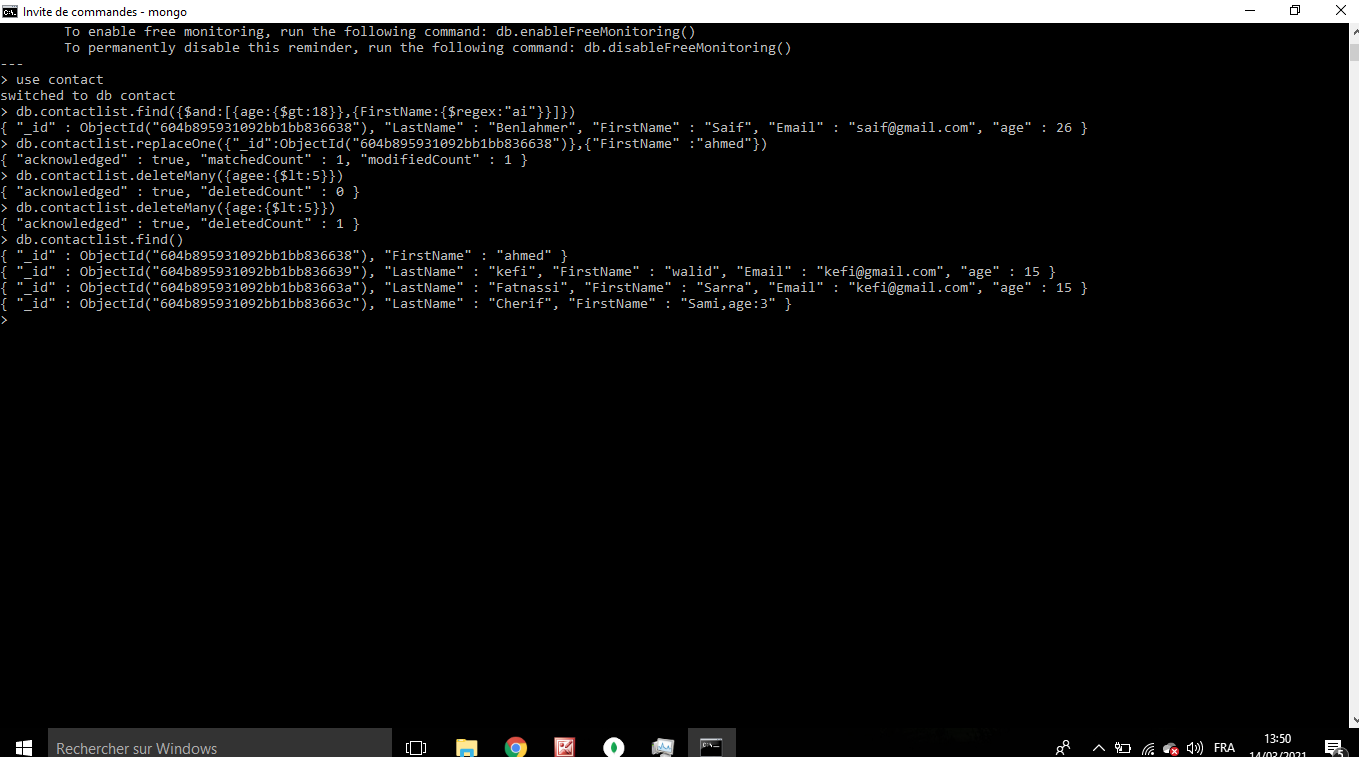 Invite de commandes - mongo
To enable free monitoring, run the following command: db.enableFreeMonitoring()
To permanently disable this reminder, run the following command: db.disableFreeMonitoring()
---
> use contact
switched to db contact
> db.contactlist.find({$and:[{age:{$gt:18}},{FirstName:{$regex:"ai"}}]})
{ "_id" : ObjectId("604b895931092bb1bb836638"), "LastName" : "Benlahmer", "FirstName" : "Saif", "Email" : "saif@gmail.com", "age" : 26 }
> db.contactlist.replaceOne({"_id":ObjectId("604b895931092bb1bb836638")},{"FirstName" :"ahmed"})
{ "acknowledged" : true, "matchedCount" : 1, "modifiedCount" : 1 }
> db.contactlist.deleteMany({agee:{$lt:5}})
{ "acknowledged" : true, "deletedCount" : 0 }
> db.contactlist.deleteMany({age:{$lt:5}})
{ "acknowledged" : true, "deletedCount" : 1 }
> db.contactlist.find()
{ "_id" : ObjectId("604b895931092bb1bb836638"), "FirstName" : "ahmed" }
{ "_id" : ObjectId("604b895931092bb1bb836639"), "LastName" : "kefi", "FirstName" : "walid", "Email" : "kefi@gmail.com", "age" : 15 }
{ "_id" : ObjectId("604b895931092bb1bb83663a"), "LastName" : "Fatnassi", "FirstName" : "Sarra", "Email" : "kefi@gmail.com", "age" : 15 }
{ "_id" : ObjectId("604b895931092bb1bb83663c"), "LastName" : "Cherif", "FirstName" : "Sami,age:3" }
>
Rechercher sur Windows
FRA
13:50
14/03/2021
5